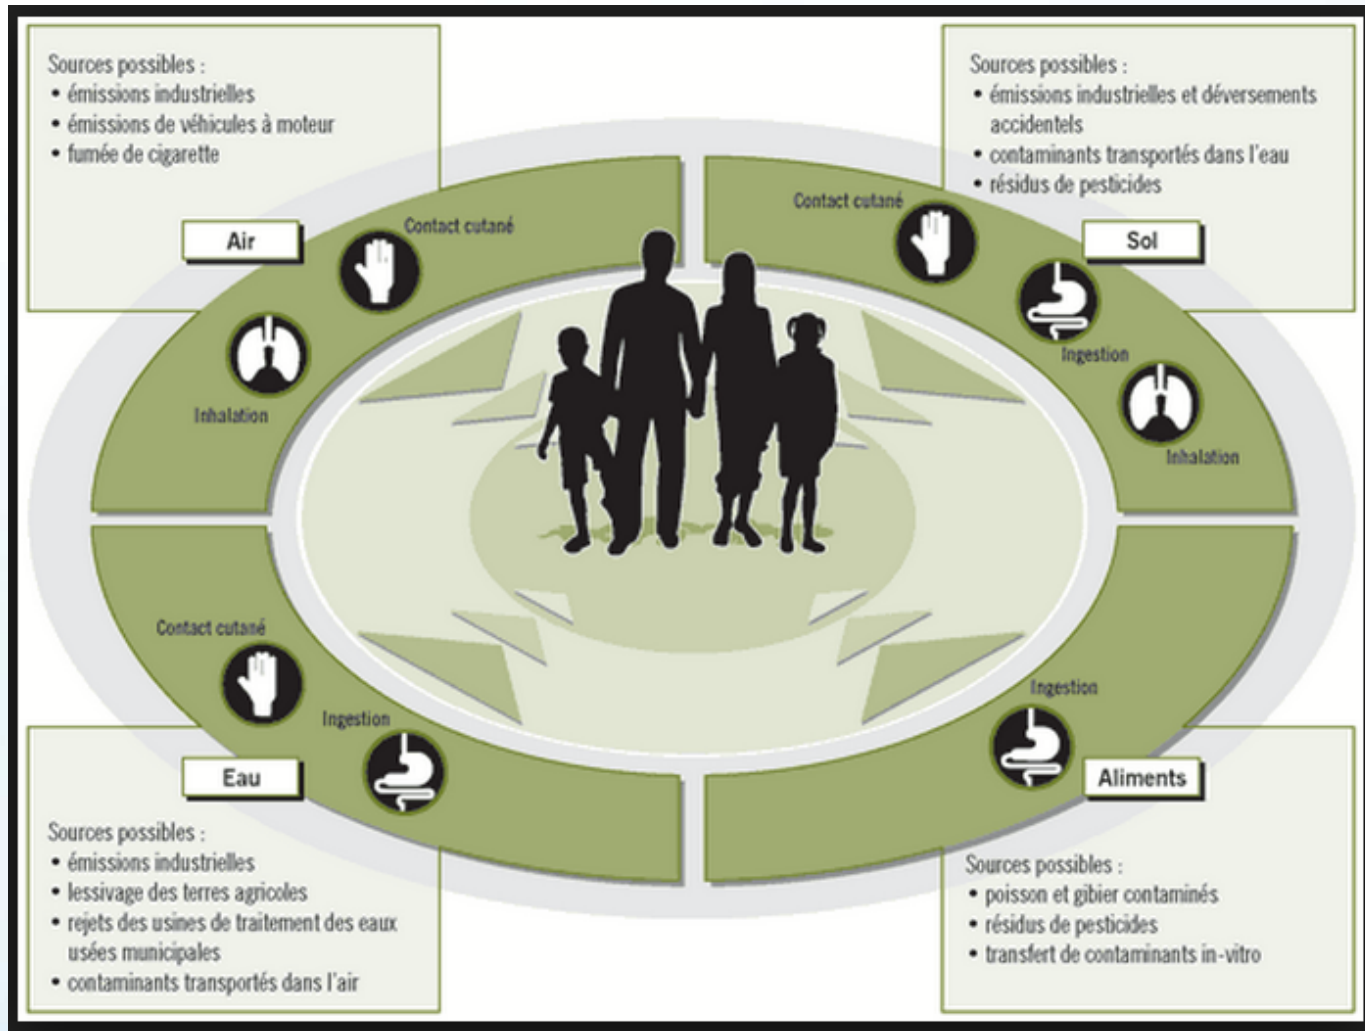 Sources possibles :
• émissions industrielles
• émissions de véhicules à moteur
• fumée de cigarette
Air
Contact cutané
Inhalation
Sources possibles :
• émissions industrielles et déversements
accidentels
• contaminants transportés dans l'eau
• résidus de pesticides
Contact cutané
Sol
Ingestion
Inhalation
Contact cutané
Ingestion
Eau
Sources possibles :
• émissions industrielles
• lessivage des terres agricoles
• rejets des usines de traitement des eaux
usées municipales
• contaminants transportés dans l'air
Ingestion
Aliments
Sources possibles :
• poisson et gibier contaminés
• résidus de pesticides
• transfert de contaminants in-vitro